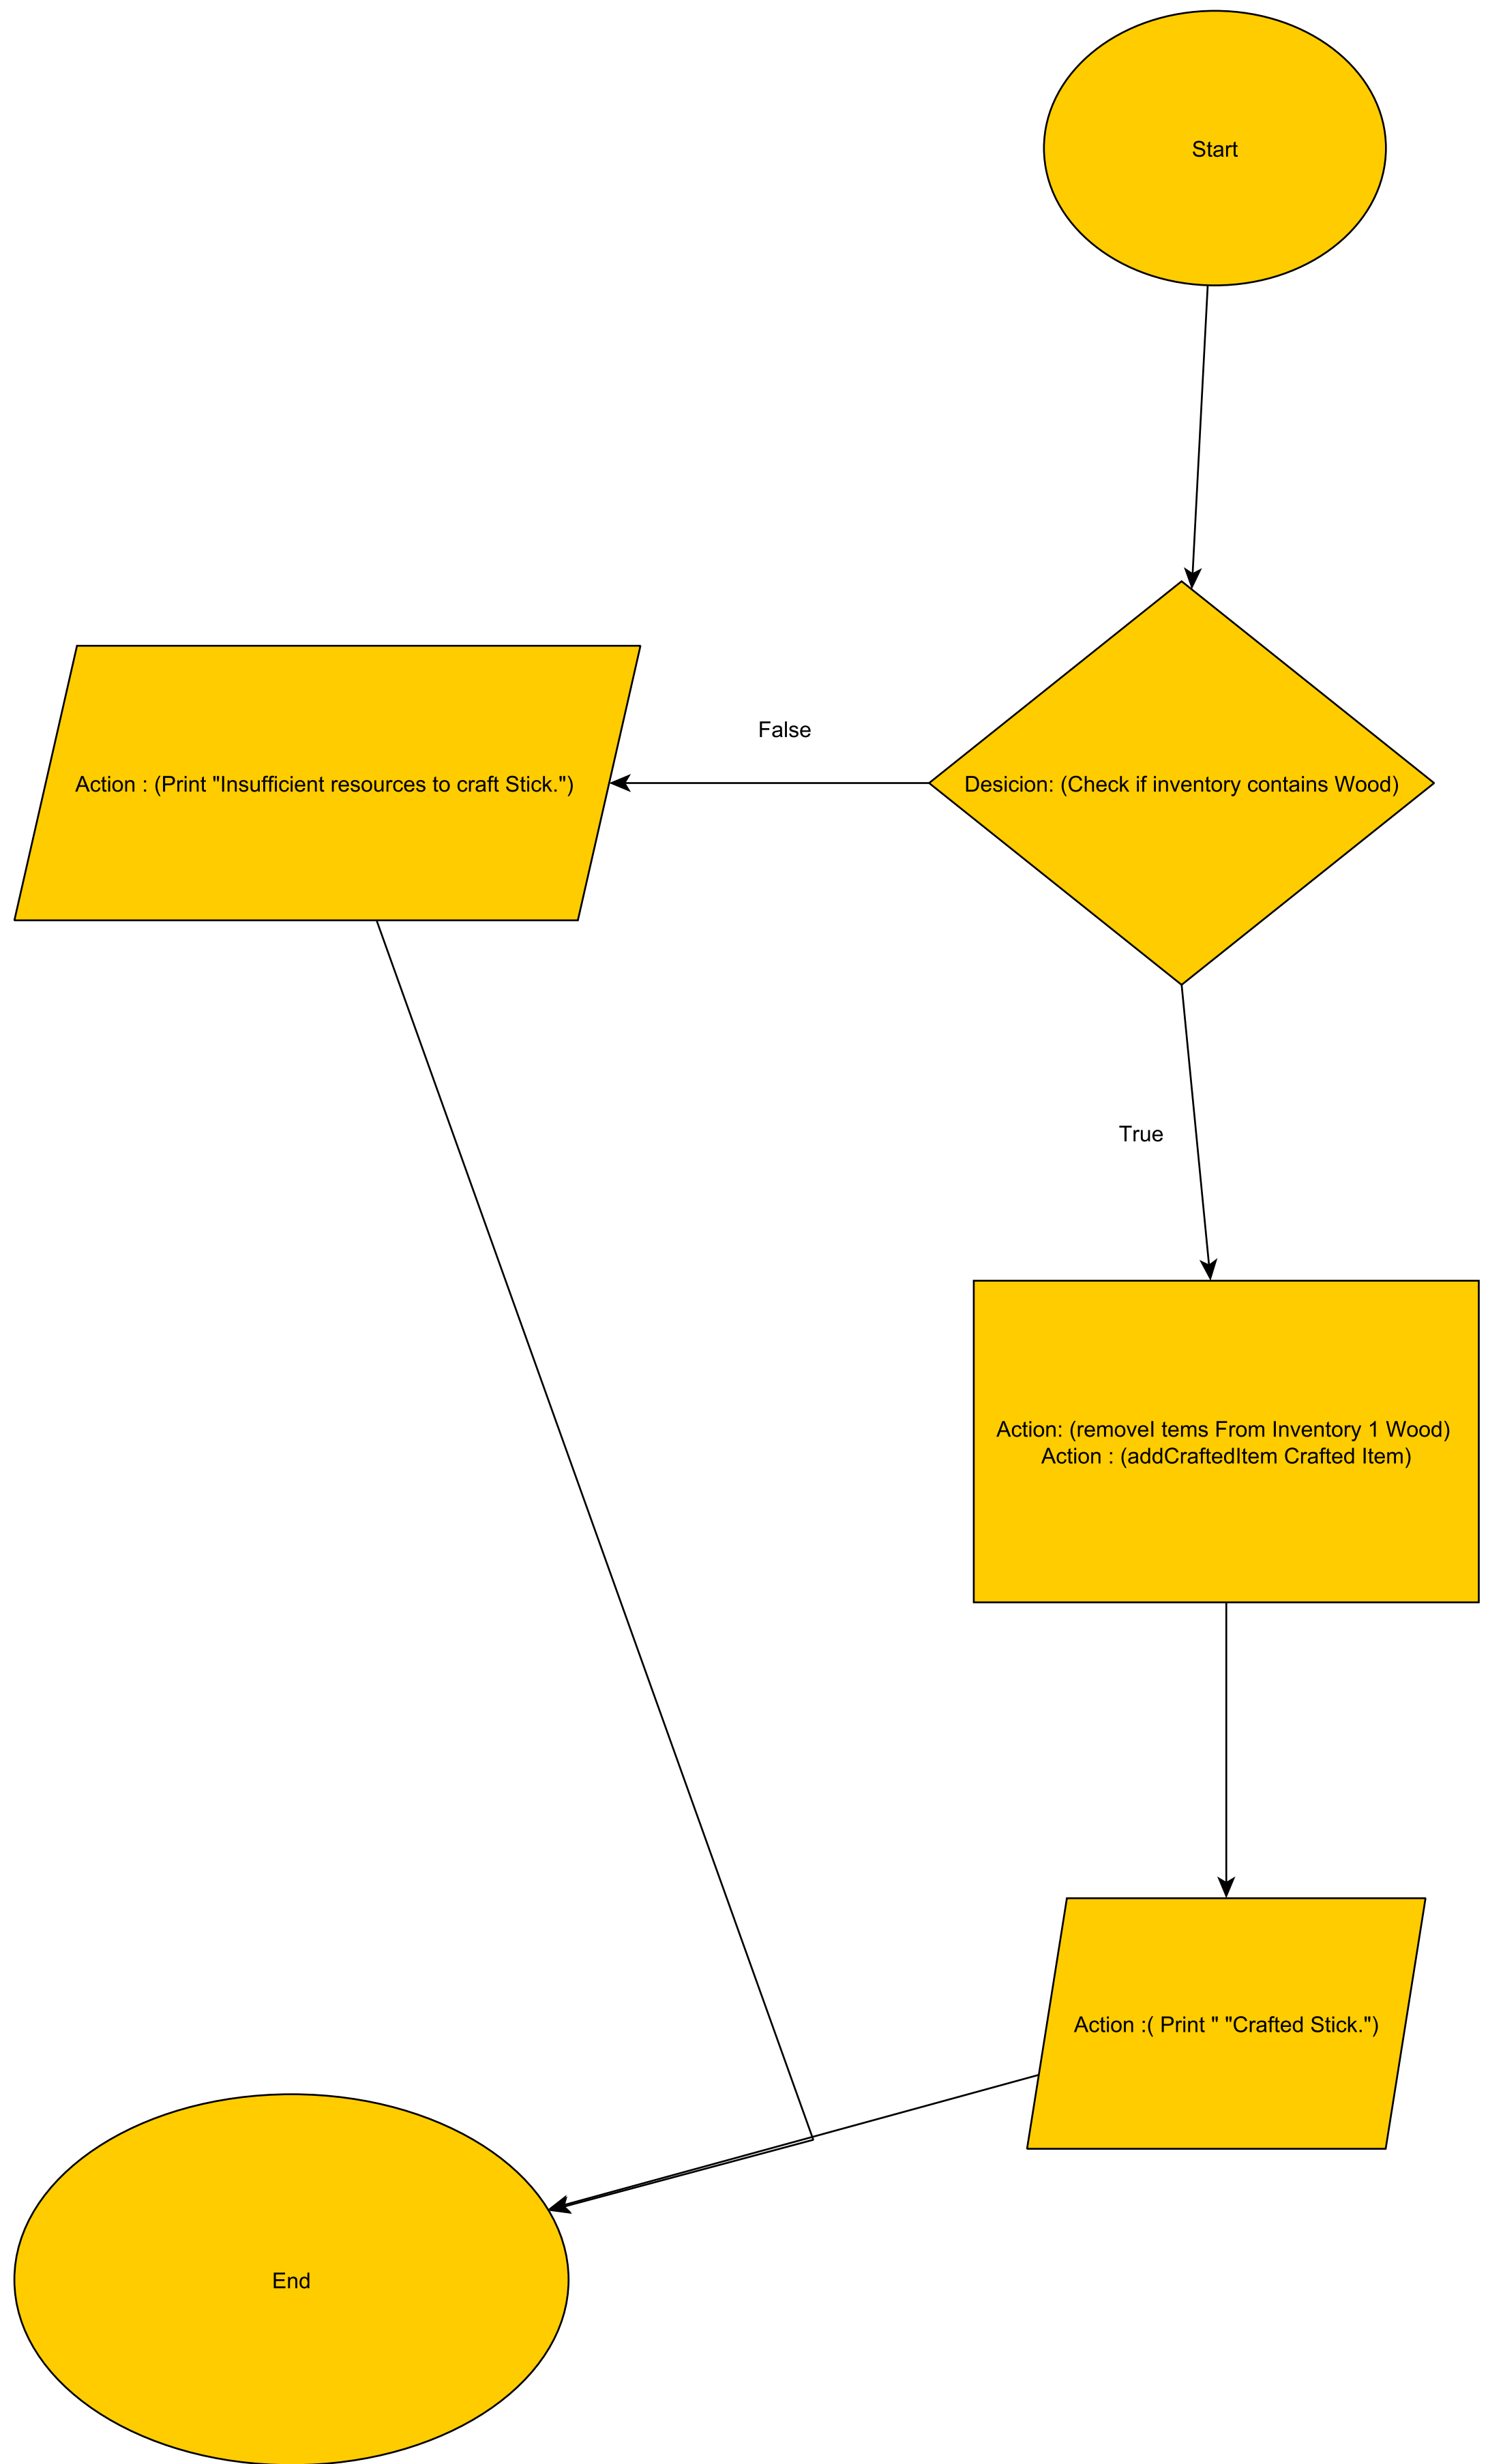 Start
False
Action : (Print "Insufficient resources to craft Stick.")
Desicion: (Check if inventory contains Wood)
True
Action: (removeI tems From Inventory 1 Wood)
Action : (addCraftedItem Crafted Item)
Action :( Print " "Crafted Stick.")
End